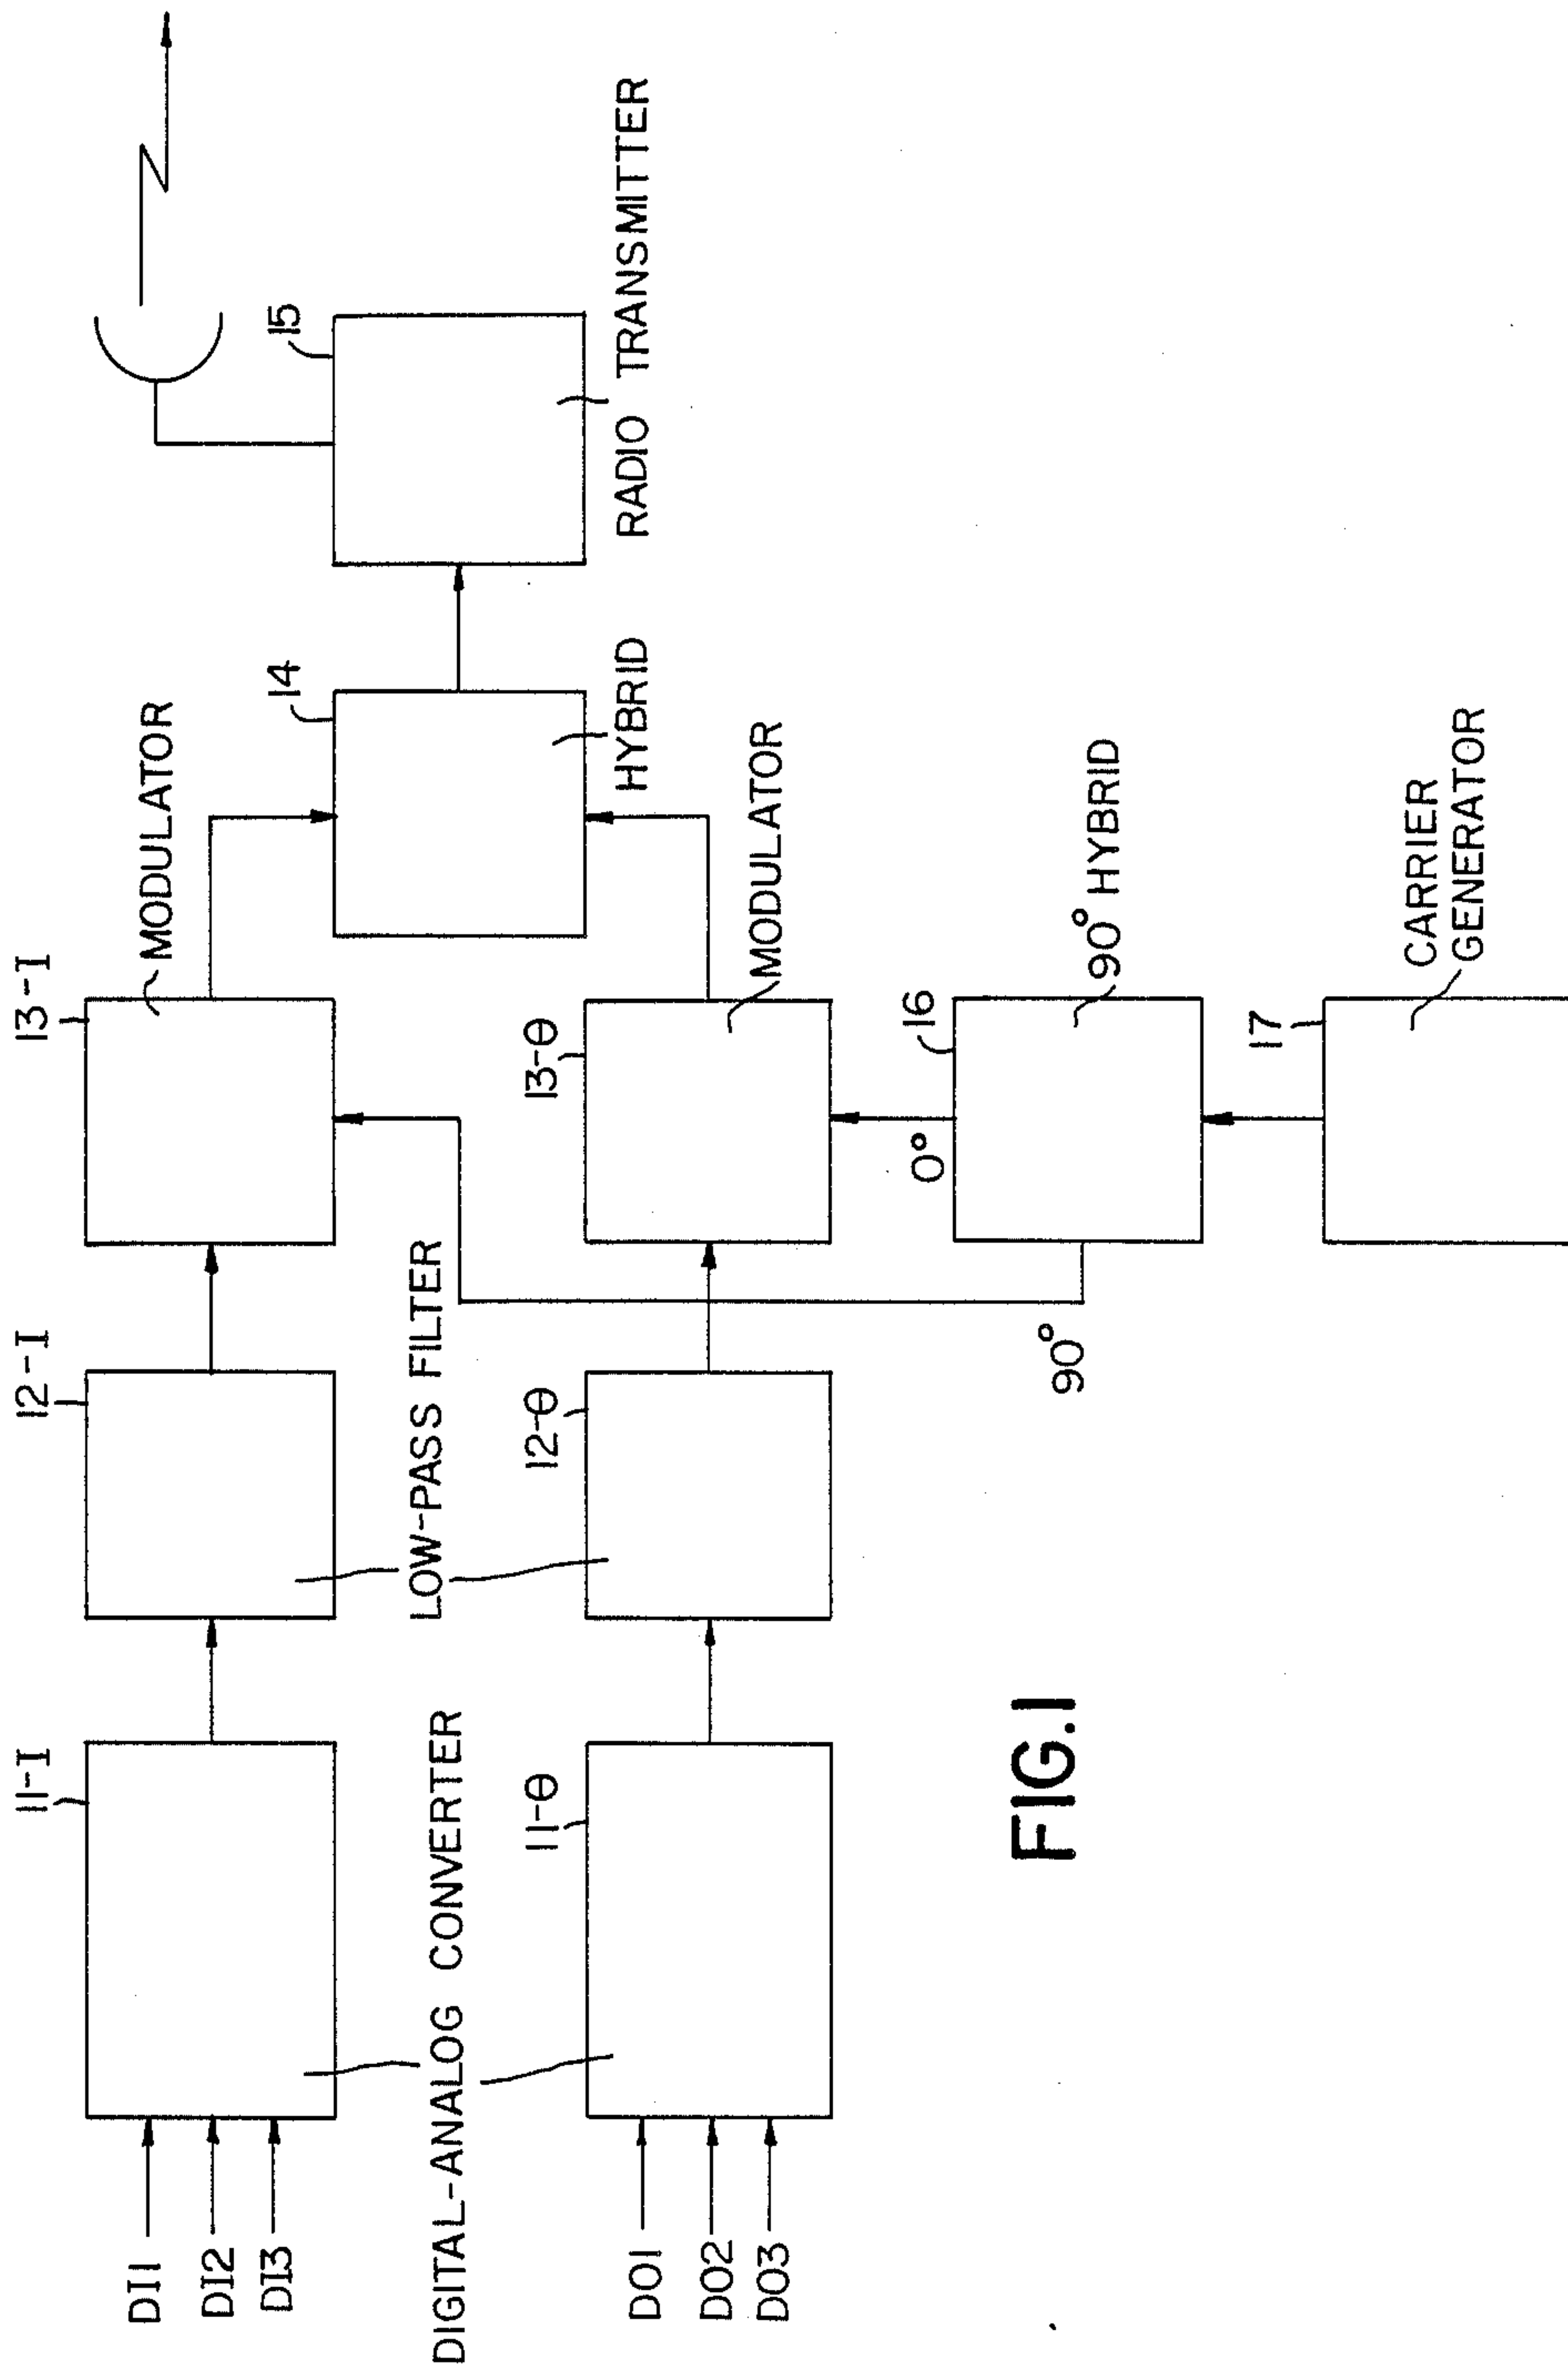 11-I
12-I
13-I
MODULATOR
DI1
DI2
DI3
14
15
LOW-PASS FILTER
DIGITAL-ANALOG CONVERTER
HYBRID
RADIO TRANSMITTER
11-θ
12-θ
13-θ
MODULATOR
DO1
DO2
DO3
0°
16
90°
90° HYBRID
17
CARRIER
GENERATOR
FIG.1